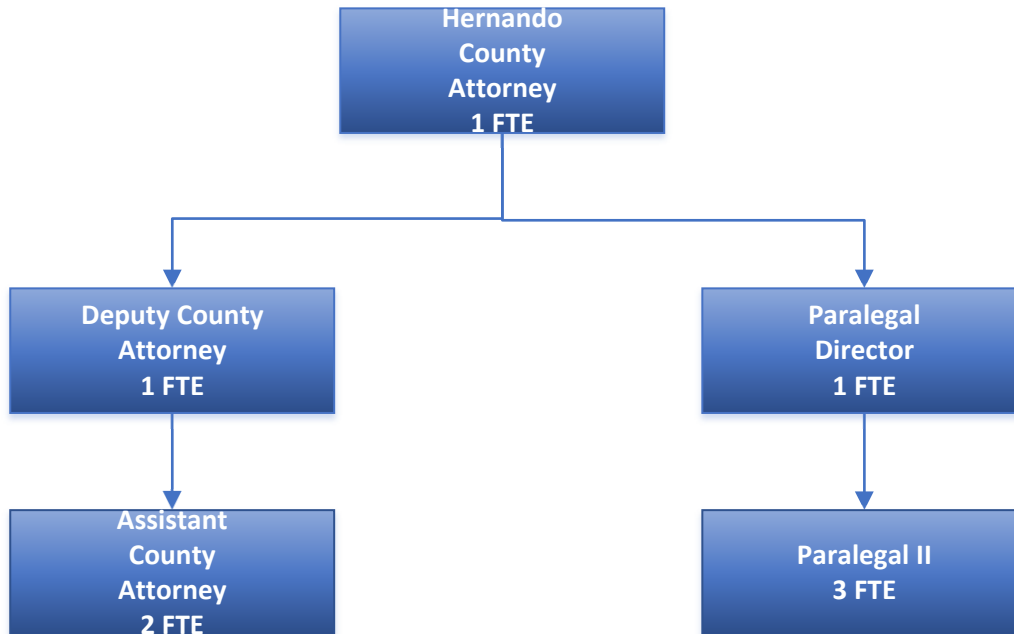 Hernando
County
Attorney
1 FTE
Deputy County
Attorney
1 FTE
Paralegal
Director
1 FTE
Assistant
County
Attorney
2 FTE
Paralegal II
3 FTE